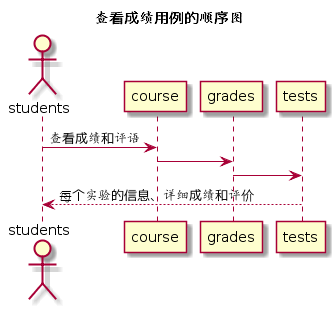 查看成绩用例的顺序图
students course grades tests
查看成绩和评语
每个实验的信息、详细成绩和评价
students course grades tests